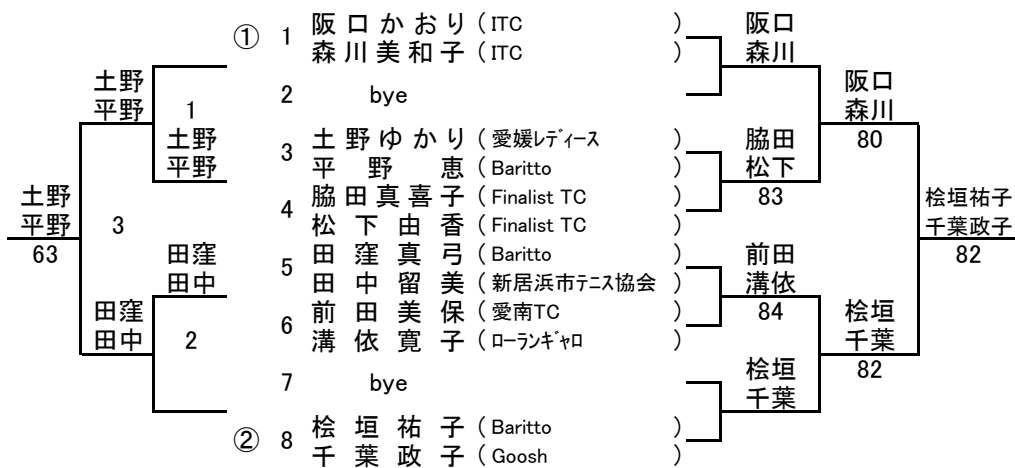 ① 1 阪口かおり ( ITC )
森川美和子 ( ITC )
2 bye
3 土野ゆかり ( 愛媛レディース )
平野 恵 ( Baritto )
4 脇田真喜子 ( Finalist TC )
松下由香 ( Finalist TC )
5 田窪真弓 ( Baritto )
田中留美 ( 新居浜市テニス協会 )
6 前田美保 ( 愛南TC )
溝依寛子 ( ローランギャロ )
7 bye
② 8 桧垣祐子 ( Baritto )
千葉政子 ( Goosh )
土野
平野
1
土野
平野
土野
平野
63
3
田窪
田中
田窪
田中
2
阪口
森川
阪口
森川
80
脇田
松下
83
桧垣祐子
千葉政子
82
前田
溝依
84
桧垣
千葉
82
桧垣
千葉